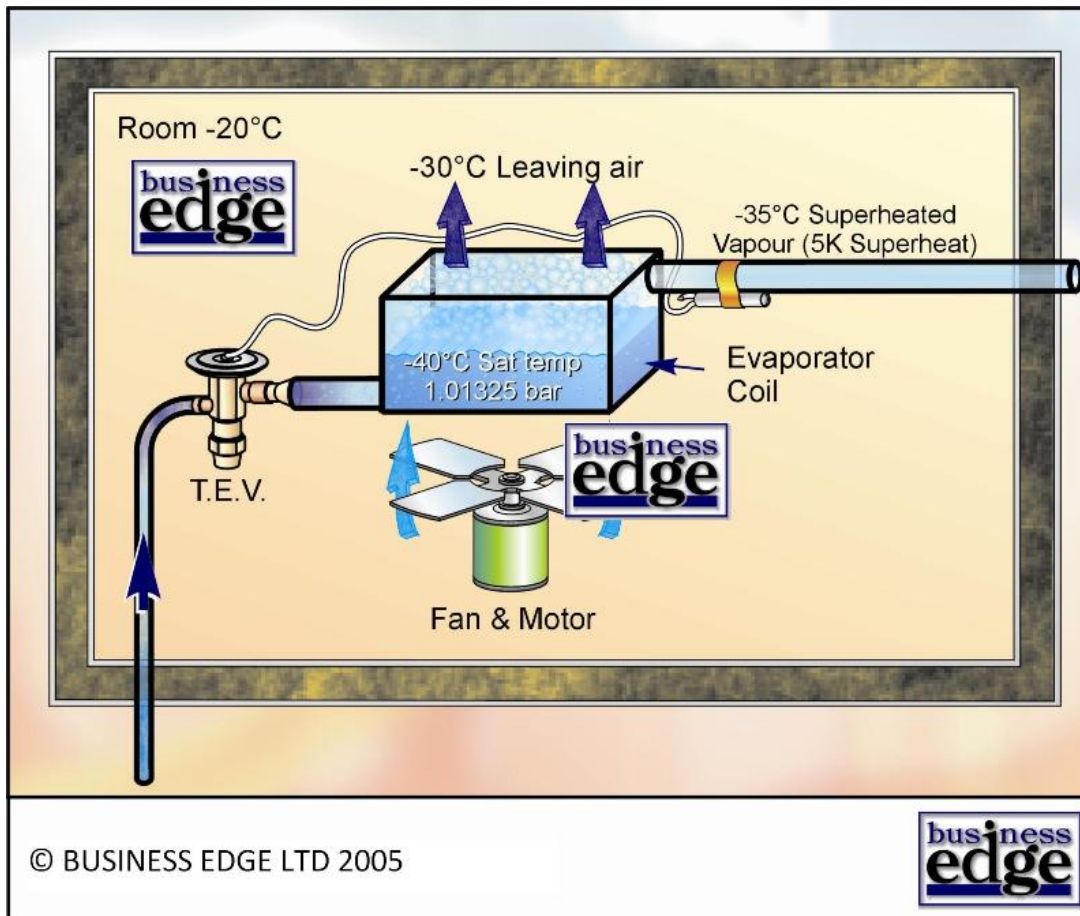 Room -20°C
business
edge
-30°C Leaving air
-35°C Superheated
Vapour (5K Superheat)
-40°C Sat temp
1.01325 bar
Evaporator
Coil
T.E.V.
business
edge
Fan & Motor
© BUSINESS EDGE LTD 2005
business
edge